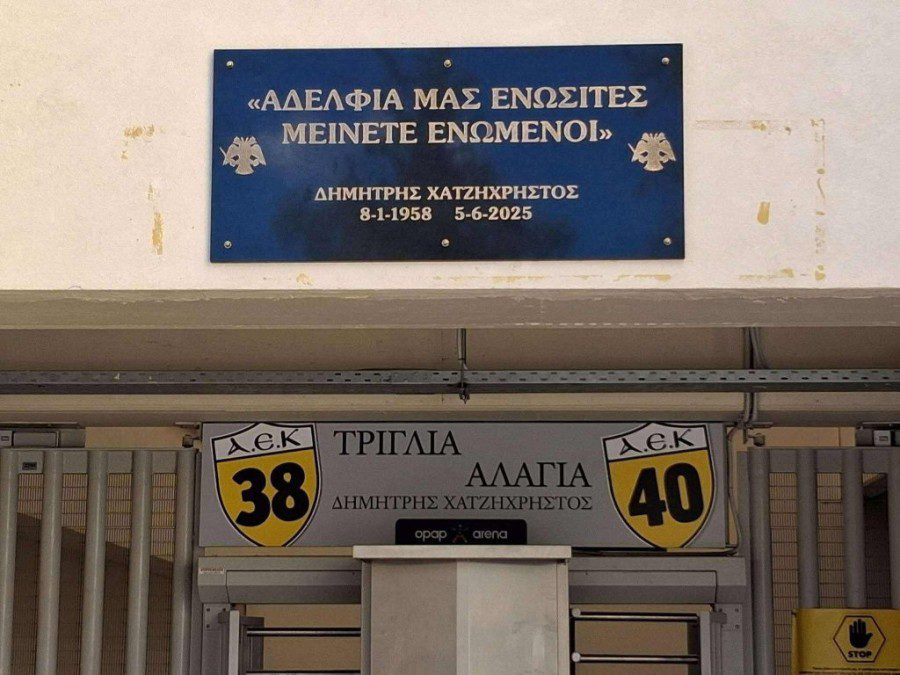 «ΑΔΕΛΦΙΑ ΜΑΣ ΕΝΩΣΙΤΕΣ
ΜΕΙΝΕΤΕ ΕΝΩΜΕΝΟΙ»
ΔΗΜΗΤΡΗΣ ΧΑΤΖΗΧΡΗΣΤΟΣ
8-1-1958 5-6-2025
Α.Ε.Κ
38
ΤΡΙΓΛΙΑ
ΑΛΑΓΙΑ
ΔΗΜΗΤΡΗΣ ΧΑΤΖΗΧΡΗΣΤΟΣ
Α.Ε.Κ
40
opap arena
STOP